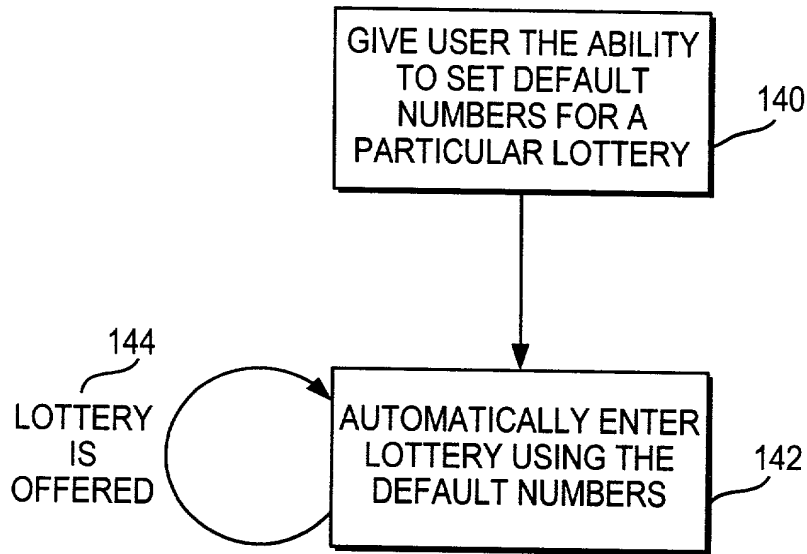 GIVE USER THE ABILITY
TO SET DEFAULT
NUMBERS FOR A
PARTICULAR LOTTERY
140
144
LOTTERY
IS
OFFERED
AUTOMATICALLY ENTER
LOTTERY USING THE
DEFAULT NUMBERS
142